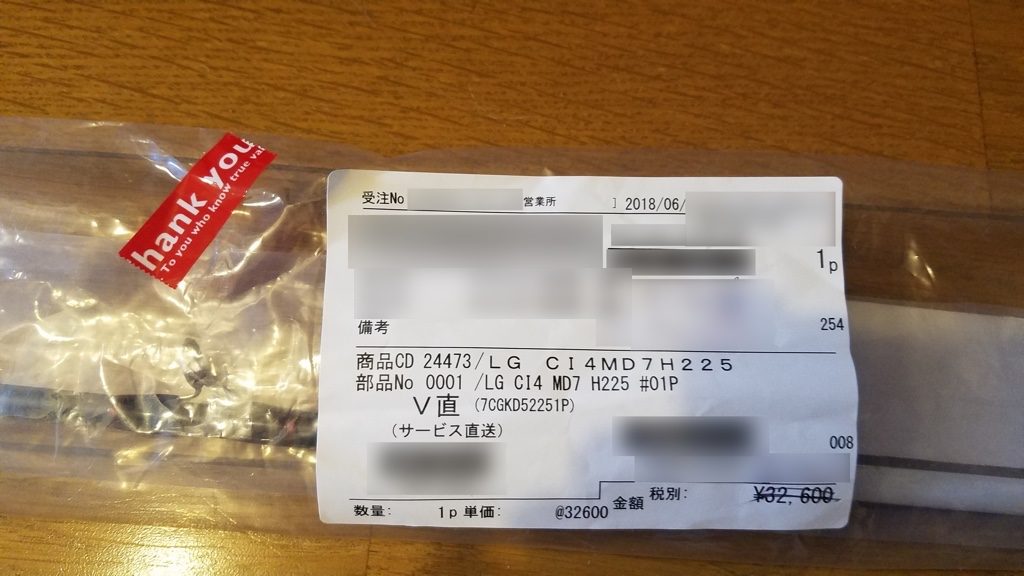 hank you
To you who know true va
受注No 営業所 2018/06/
1p
備考 254
商品CD 24473/LG CI4MD7H225
部品No 0001 /LG CI4 MD7 H225 #01P
V直 (7CGKD52251P)
(サービス直送)
008
数量: 1p 単価: @32600 金額 税別: ¥32,600